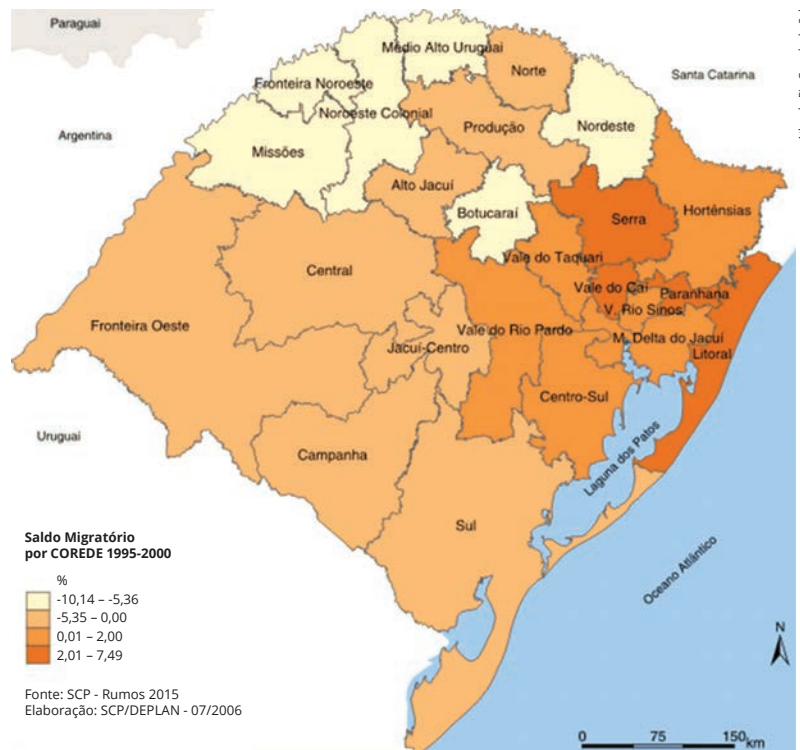 Paraguai
Médio Alto Uruguai
Norte
Santa Catarina
Fronteira Noroeste
Noroeste Colonial
Produção
Nordeste
Argentina
Missões
Alto Jacuí
Botucaraí
Serra
Hortênsias
Vale do Taquari
Central
Vale do Caí
Paranhana
V. Rio Sinos
Fronteira Oeste
Vale do Rio Pardo
M. Delta do Jacuí
Jacuí-Centro
Litoral
Centro-Sul
Uruguai
Campanha
Laguna dos Patos
Sul
Oceano Atlântico
Saldo Migratório
por COREDE 1995-2000
%
-10,14 – -5,36
-5,35 – 0,00
0,01 – 2,00
2,01 – 7,49
Fonte: SCP - Rumos 2015
Elaboração: SCP/DEPLAN - 07/2006
N
0 75 150 km